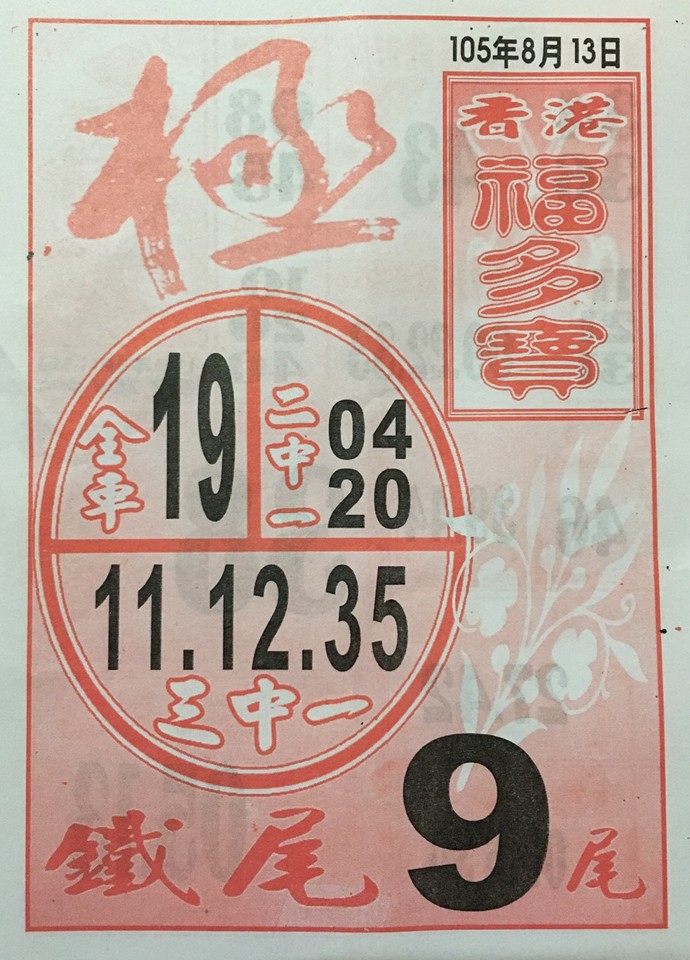 105年8月13日
極
香港
福多寶
全車
19
二中一
04
20
11.12.35
三中一
鐵尾 9尾